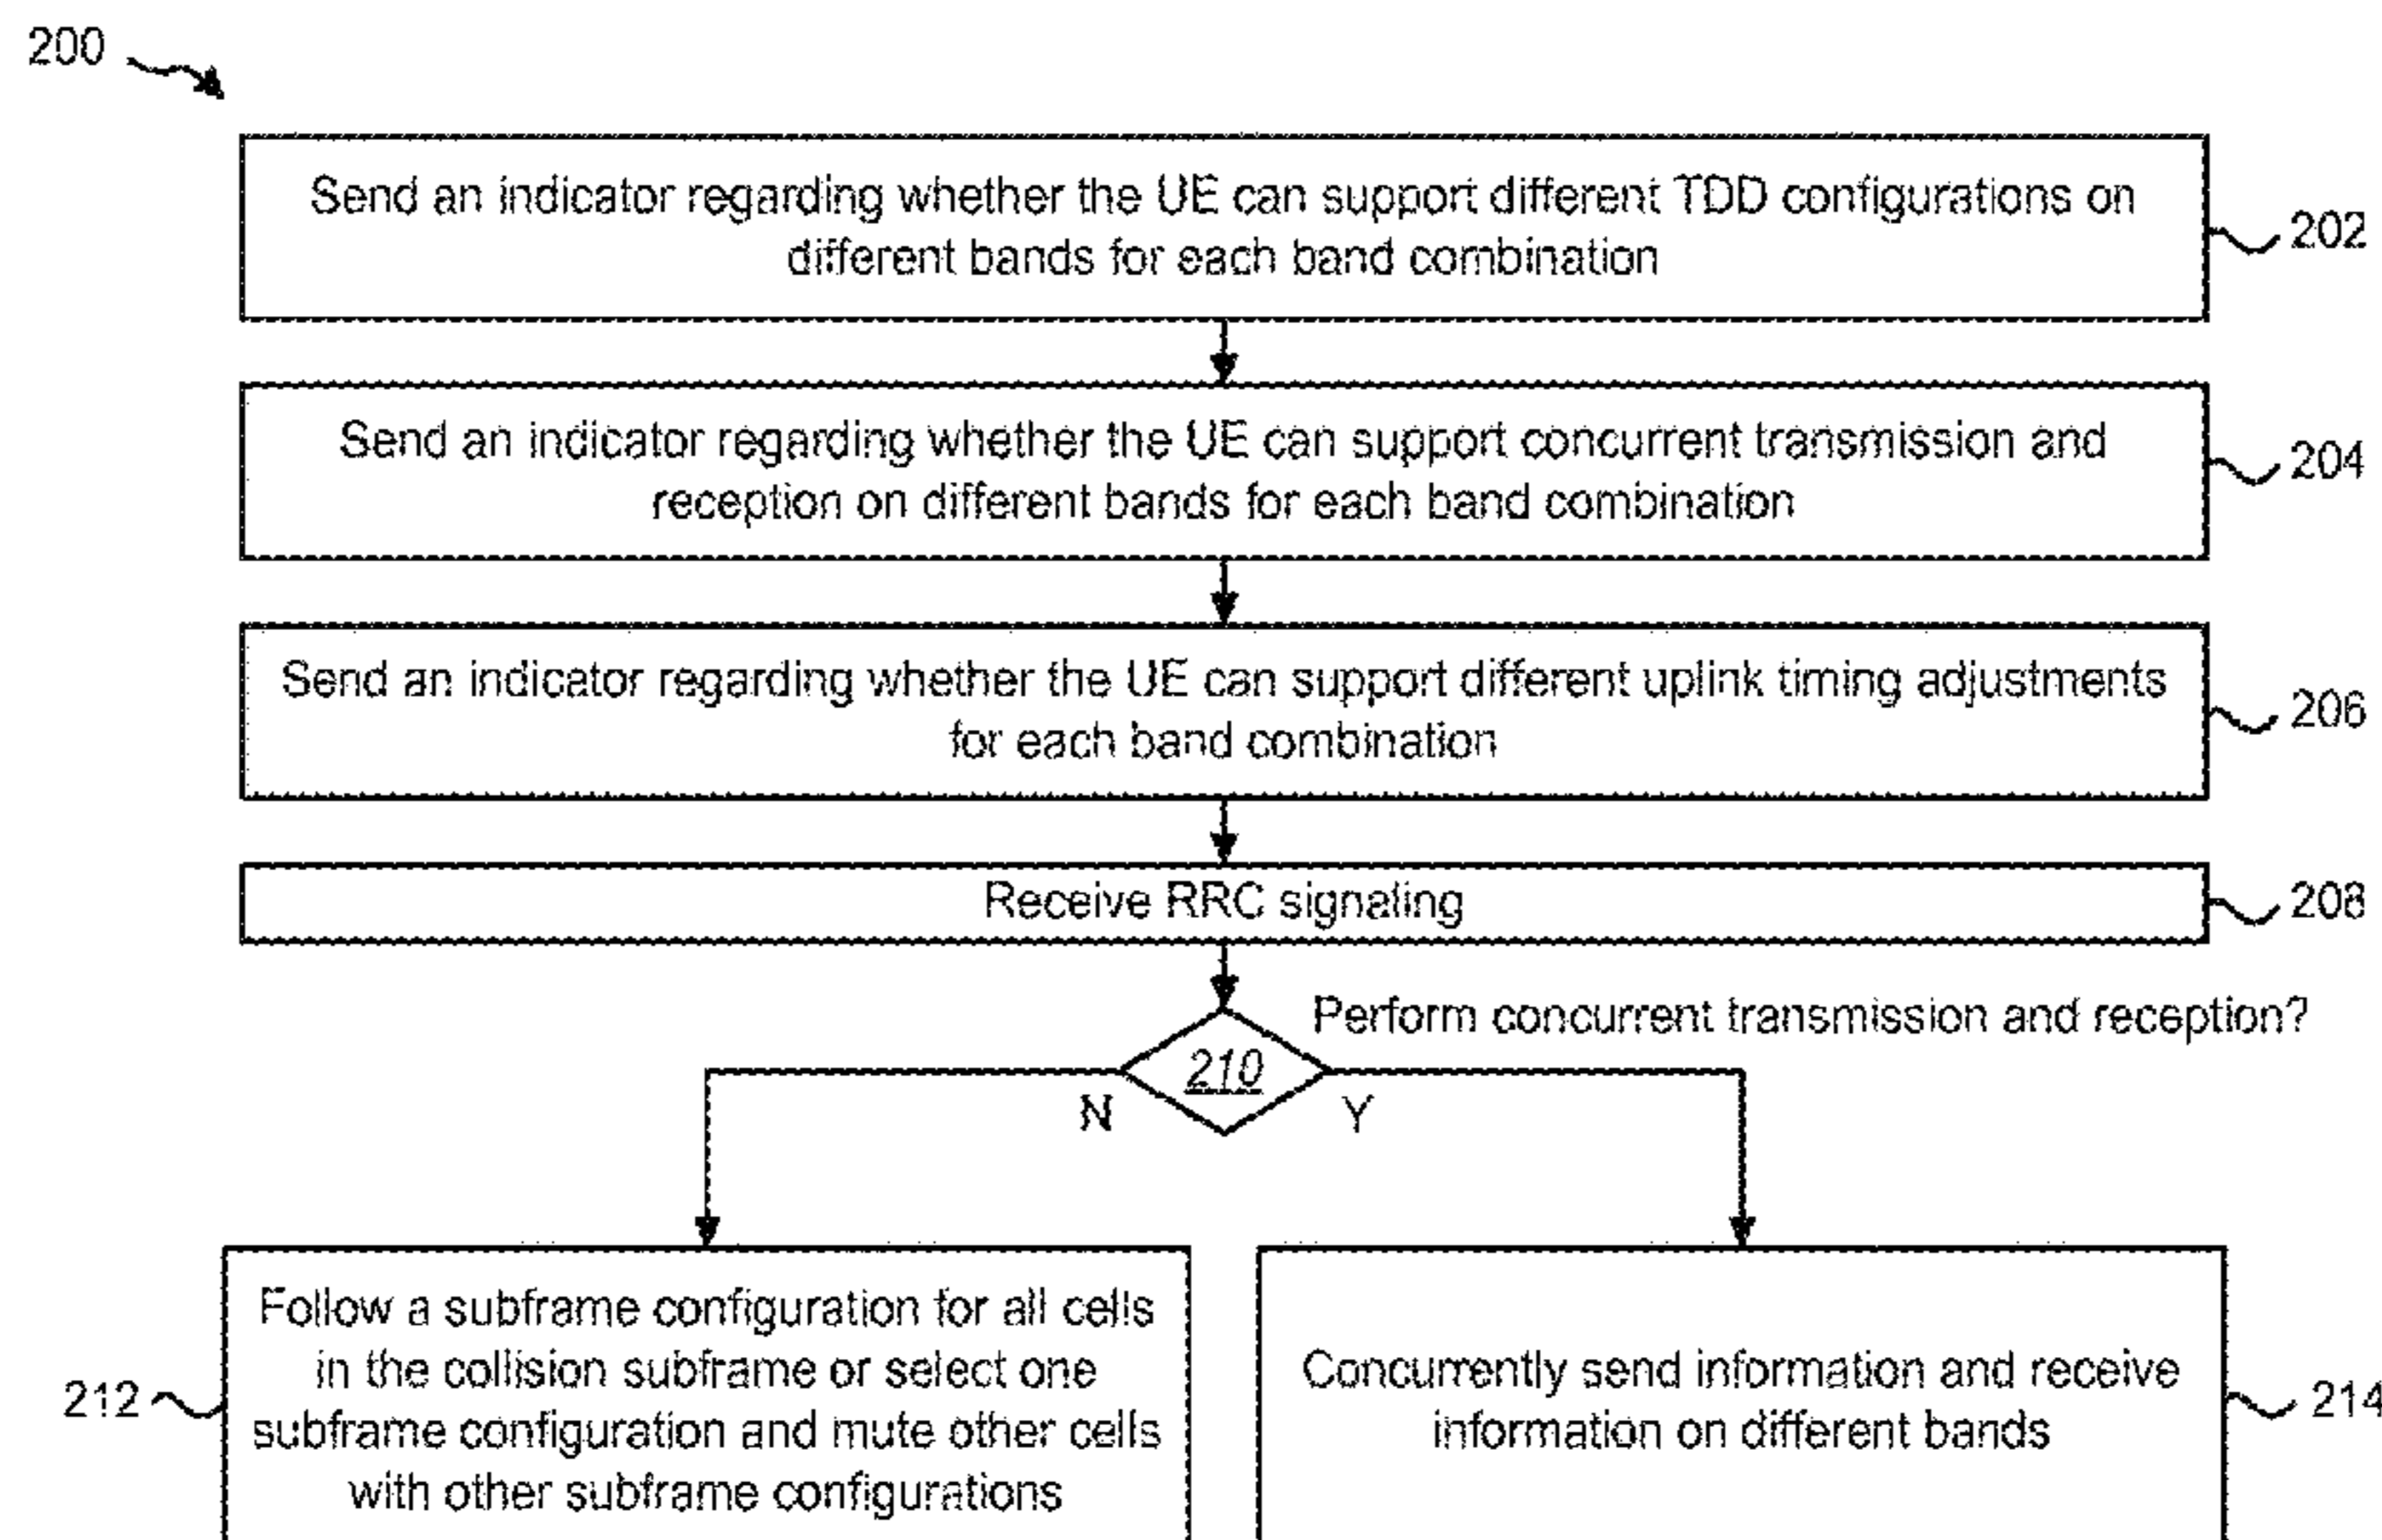 200
Send an indicator regarding whether the UE can support different TDD configurations on
different bands for each band combination
202
Send an indicator regarding whether the UE can support concurrent transmission and
reception on different bands for each band combination
204
Send an indicator regarding whether the UE can support different uplink timing adjustments
for each band combination
206
Receive RRC signaling
208
Perform concurrent transmission and reception?
210
N
Y
Follow a subframe configuration for all cells
in the collision subframe or select one
subframe configuration and mute other cells
with other subframe configurations
212
Concurrently send information and receive
information on different bands
214